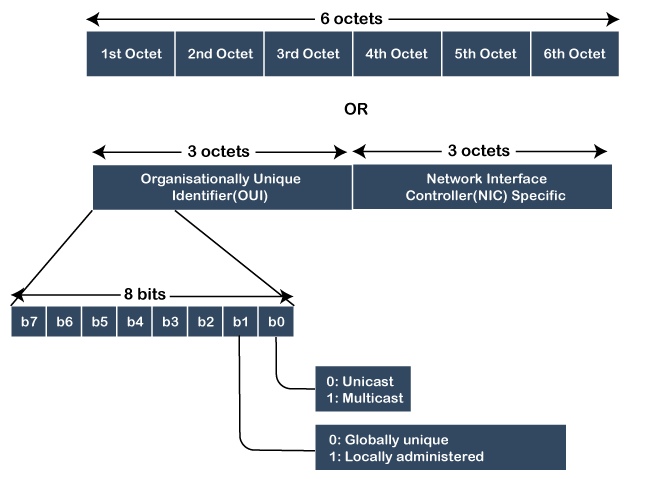 6 octets
1st Octet 2nd Octet 3rd Octet 4th Octet 5th Octet 6th Octet
OR
3 octets 3 octets
Organisationally Unique Identifier(OUI)
Network Interface Controller(NIC) Specific
8 bits
b7 b6 b5 b4 b3 b2 b1 b0
0: Unicast
1: Multicast
0: Globally unique
1: Locally administered